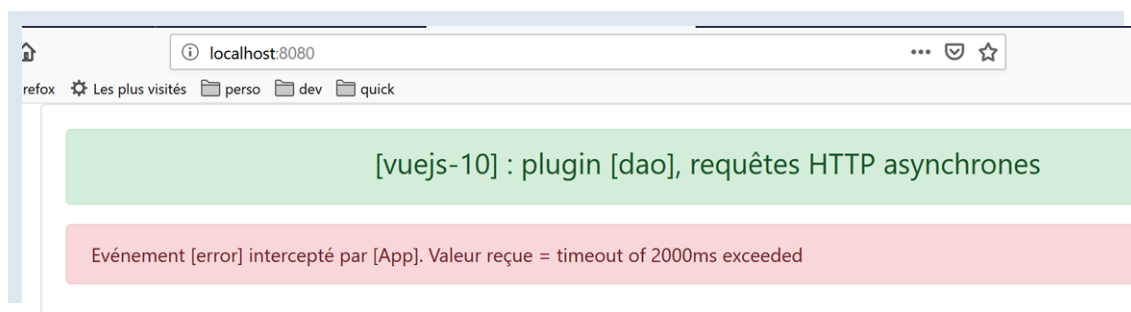 localhost:8080
refox Les plus visités perso dev quick
[vuejs-10] : plugin [dao], requêtes HTTP asynchrones
Evénement [error] intercepté par [App]. Valeur reçue = timeout of 2000ms exceeded